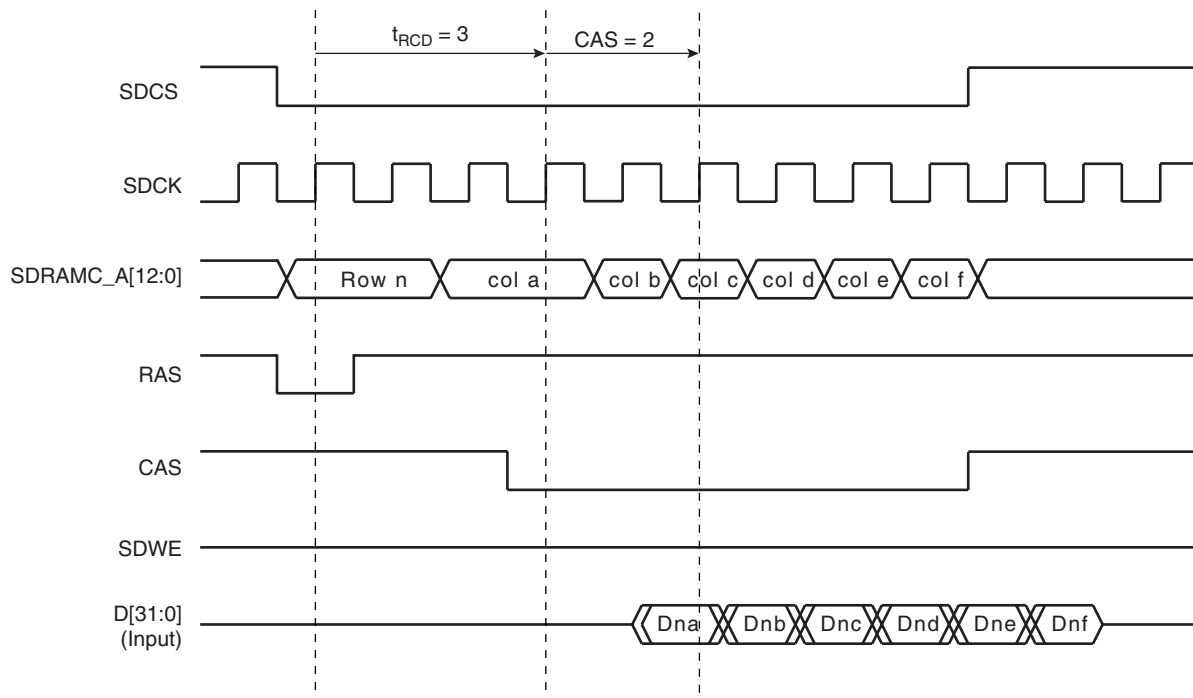 tRCD = 3 CAS = 2
SDCS
SDCK
SDRAMC_A[12:0] Row n col a col b col c col d col e col f
RAS
CAS
SDWE
D[31:0]
(Input) Dna Dnb Dnc Dnd Dne Dnf